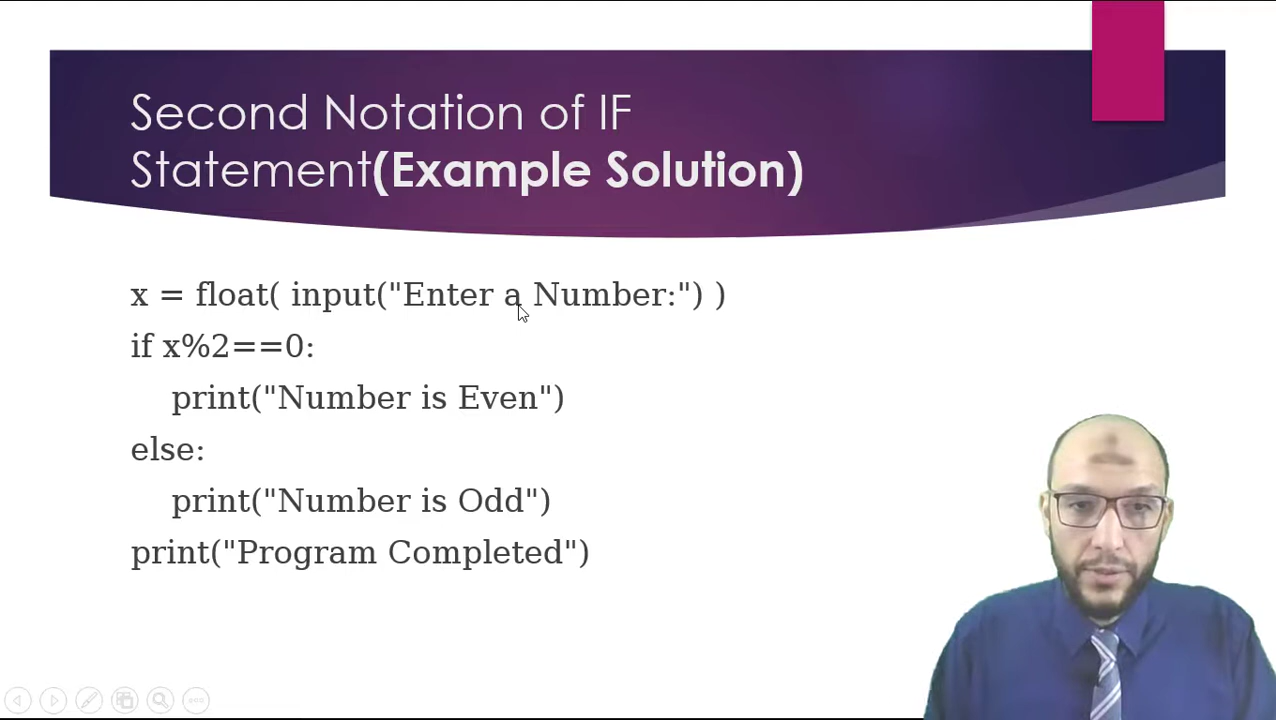 Second Notation of IF
Statement(Example Solution)
x = float( input("Enter a Number:") )
if x%2==0:
print("Number is Even")
else:
print("Number is Odd")
print("Program Completed")